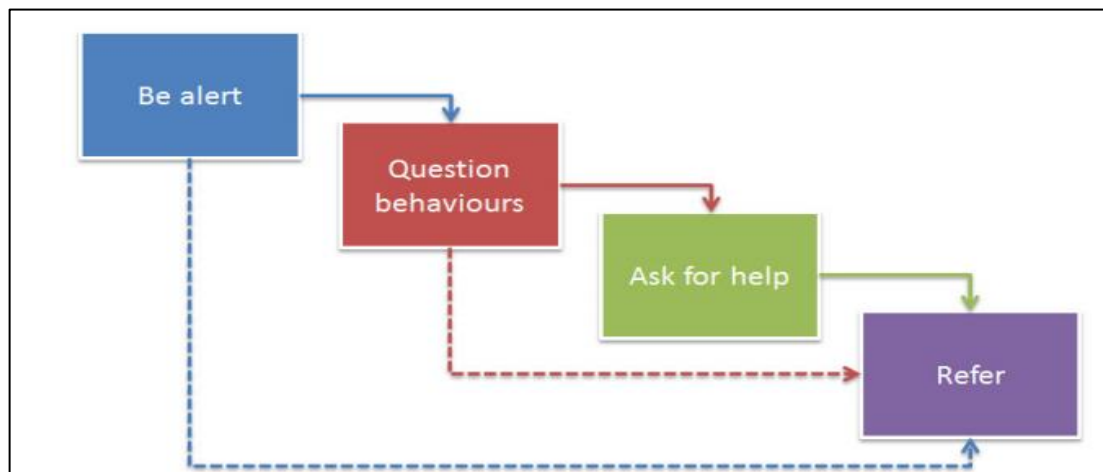 Be alert
Question
behaviours
Ask for help
Refer